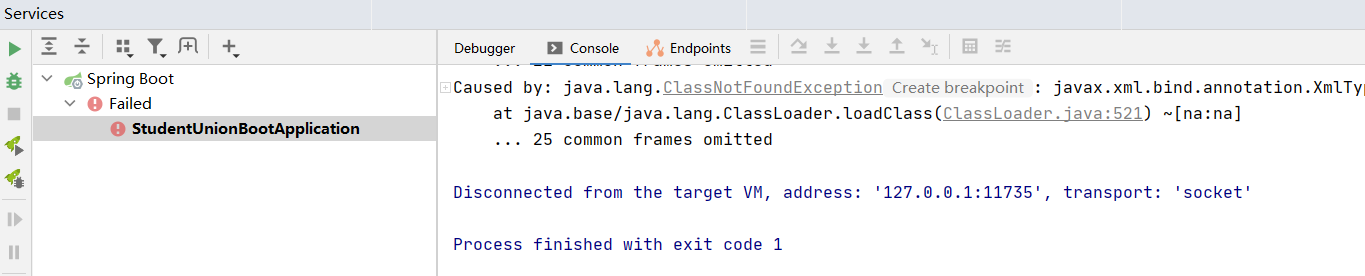 Services
Debugger Console Endpoints
Spring Boot
Failed
StudentUnionBootApplication
Caused by: java.lang.ClassNotFoundException Create breakpoint : javax.xml.bind.annotation.XmlTyp
at java.base/java.lang.ClassLoader.loadClass(ClassLoader.java:521) ~[na:na]
... 25 common frames omitted
Disconnected from the target VM, address: '127.0.0.1:11735', transport: 'socket'
Process finished with exit code 1